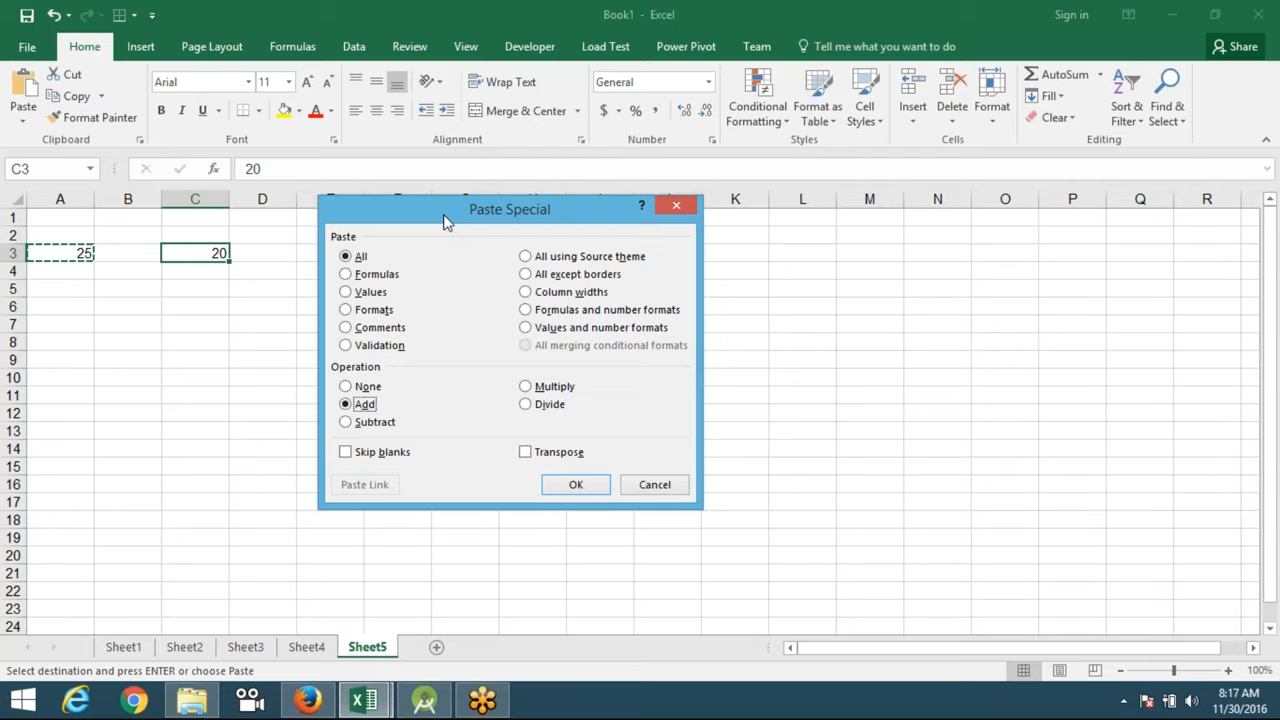 Book1 - Excel
Sign in
File Home Insert Page Layout Formulas Data Review View Developer Load Test Power Pivot Team Tell me what you want to do Share
Paste
Cut
Copy
Format Painter
Clipboard
Arial 11
B I U
Font
Wrap Text
Merge & Center
Alignment
General
$ % ,
Number
Conditional Formatting
Format as Table
Cell Styles
Styles
Insert
Delete
Format
Cells
AutoSum
Fill
Clear
Sort & Filter
Find & Select
Editing
C3 fx 20
A B C D K L M N O P Q R
1
2
3 25 20
4
5
6
7
8
9
10
11
12
13
14
15
16
17
18
19
20
21
22
23
24
Paste Special ?
Paste
All All using Source theme
Formulas All except borders
Values Column widths
Formats Formulas and number formats
Comments Values and number formats
Validation All merging conditional formats
Operation
None Multiply
Add Divide
Subtract
Skip blanks Transpose
Paste Link OK Cancel
Sheet1 Sheet2 Sheet3 Sheet4 Sheet5
Select destination and press ENTER or choose Paste
100%
8:17 AM
11/30/2016